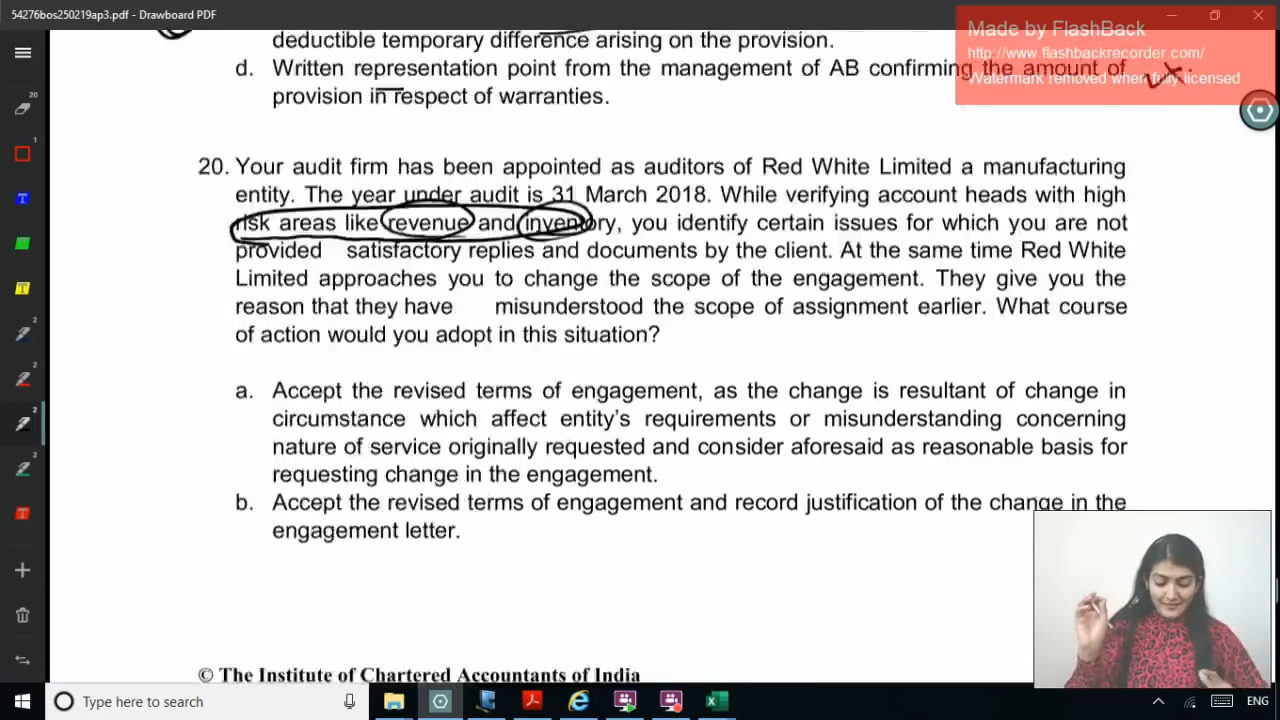 54276bos250219ap3.pdf - Drawboard PDF
Made by FlashBack
http://www.flashbackrecorder.com/
Watermark removed when fully licensed
deductible temporary difference arising on the provision.
d. Written representation point from the management of AB confirming the amount of
provision in respect of warranties.
20. Your audit firm has been appointed as auditors of Red White Limited a manufacturing
entity. The year under audit is 31 March 2018. While verifying account heads with high
risk areas like revenue and inventory, you identify certain issues for which you are not
provided satisfactory replies and documents by the client. At the same time Red White
Limited approaches you to change the scope of the engagement. They give you the
reason that they have misunderstood the scope of assignment earlier. What course
of action would you adopt in this situation?
a. Accept the revised terms of engagement, as the change is resultant of change in
circumstance which affect entity's requirements or misunderstanding concerning
nature of service originally requested and consider aforesaid as reasonable basis for
requesting change in the engagement.
b. Accept the revised terms of engagement and record justification of the change in the
engagement letter.
© The Institute of Chartered Accountants of India
Type here to search
ENG
20
1
2
2
2
2